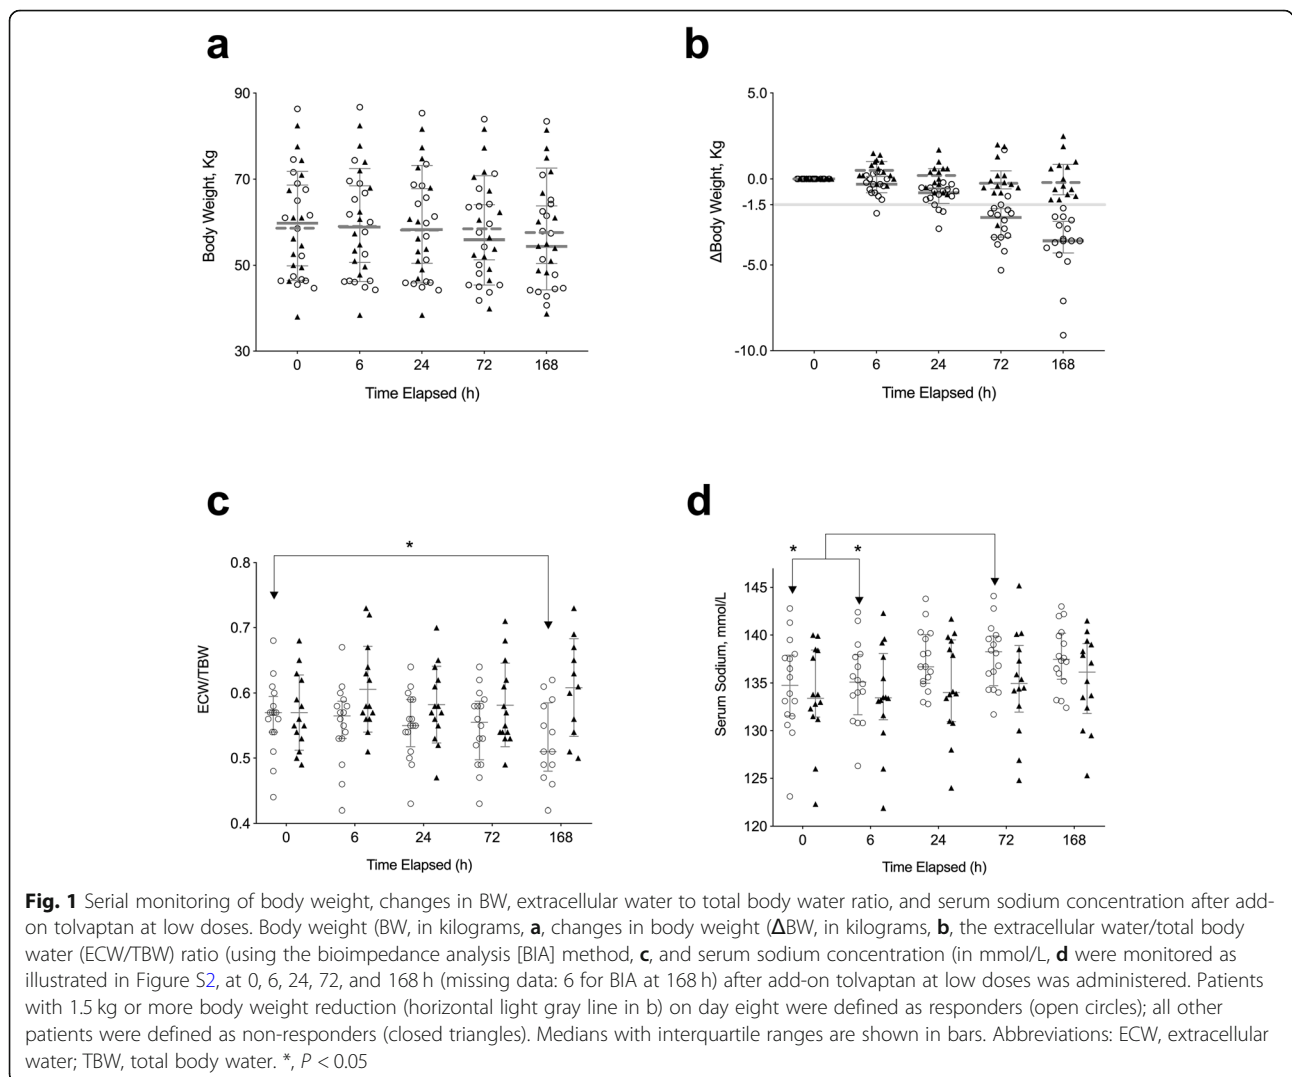 a
90
70
50
30
Body Weight, Kg
0 6 24 72 168
Time Elapsed (h)
b
5.0
0.0
-1.5
-5.0
-10.0
ΔBody Weight, Kg
0 6 24 72 168
Time Elapsed (h)
c
*
0.8
0.7
0.6
0.5
0.4
ECW/TBW
0 6 24 72 168
Time Elapsed (h)
d
* *
145
140
135
130
125
120
Serum Sodium, mmol/L
0 6 24 72 168
Time Elapsed (h)
Fig. 1 Serial monitoring of body weight, changes in BW, extracellular water to total body water ratio, and serum sodium concentration after add-
on tolvaptan at low doses. Body weight (BW, in kilograms, a, changes in body weight (ΔBW, in kilograms, b, the extracellular water/total body
water (ECW/TBW) ratio (using the bioimpedance analysis [BIA] method, c, and serum sodium concentration (in mmol/L, d were monitored as
illustrated in Figure S2, at 0, 6, 24, 72, and 168 h (missing data: 6 for BIA at 168 h) after add-on tolvaptan at low doses was administered. Patients
with 1.5 kg or more body weight reduction (horizontal light gray line in b) on day eight were defined as responders (open circles); all other
patients were defined as non-responders (closed triangles). Medians with interquartile ranges are shown in bars. Abbreviations: ECW, extracellular
water; TBW, total body water. *, P < 0.05